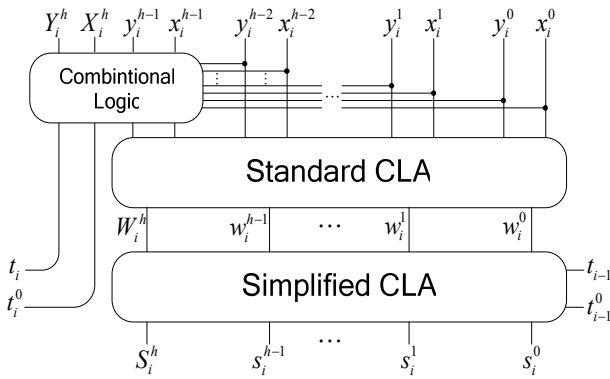 Y_i^h X_i^h y_i^{h-1} x_i^{h-1} y_i^{h-2} x_i^{h-2} y_i^1 x_i^1 y_i^0 x_i^0
Combintional
Logic
...
Standard CLA
W_i^h w_i^{h-1} ... w_i^1 w_i^0
t_i t_{i-1}
Simplified CLA
t_i^0 t_{i-1}^0
S_i^h s_i^{h-1} ... s_i^1 s_i^0